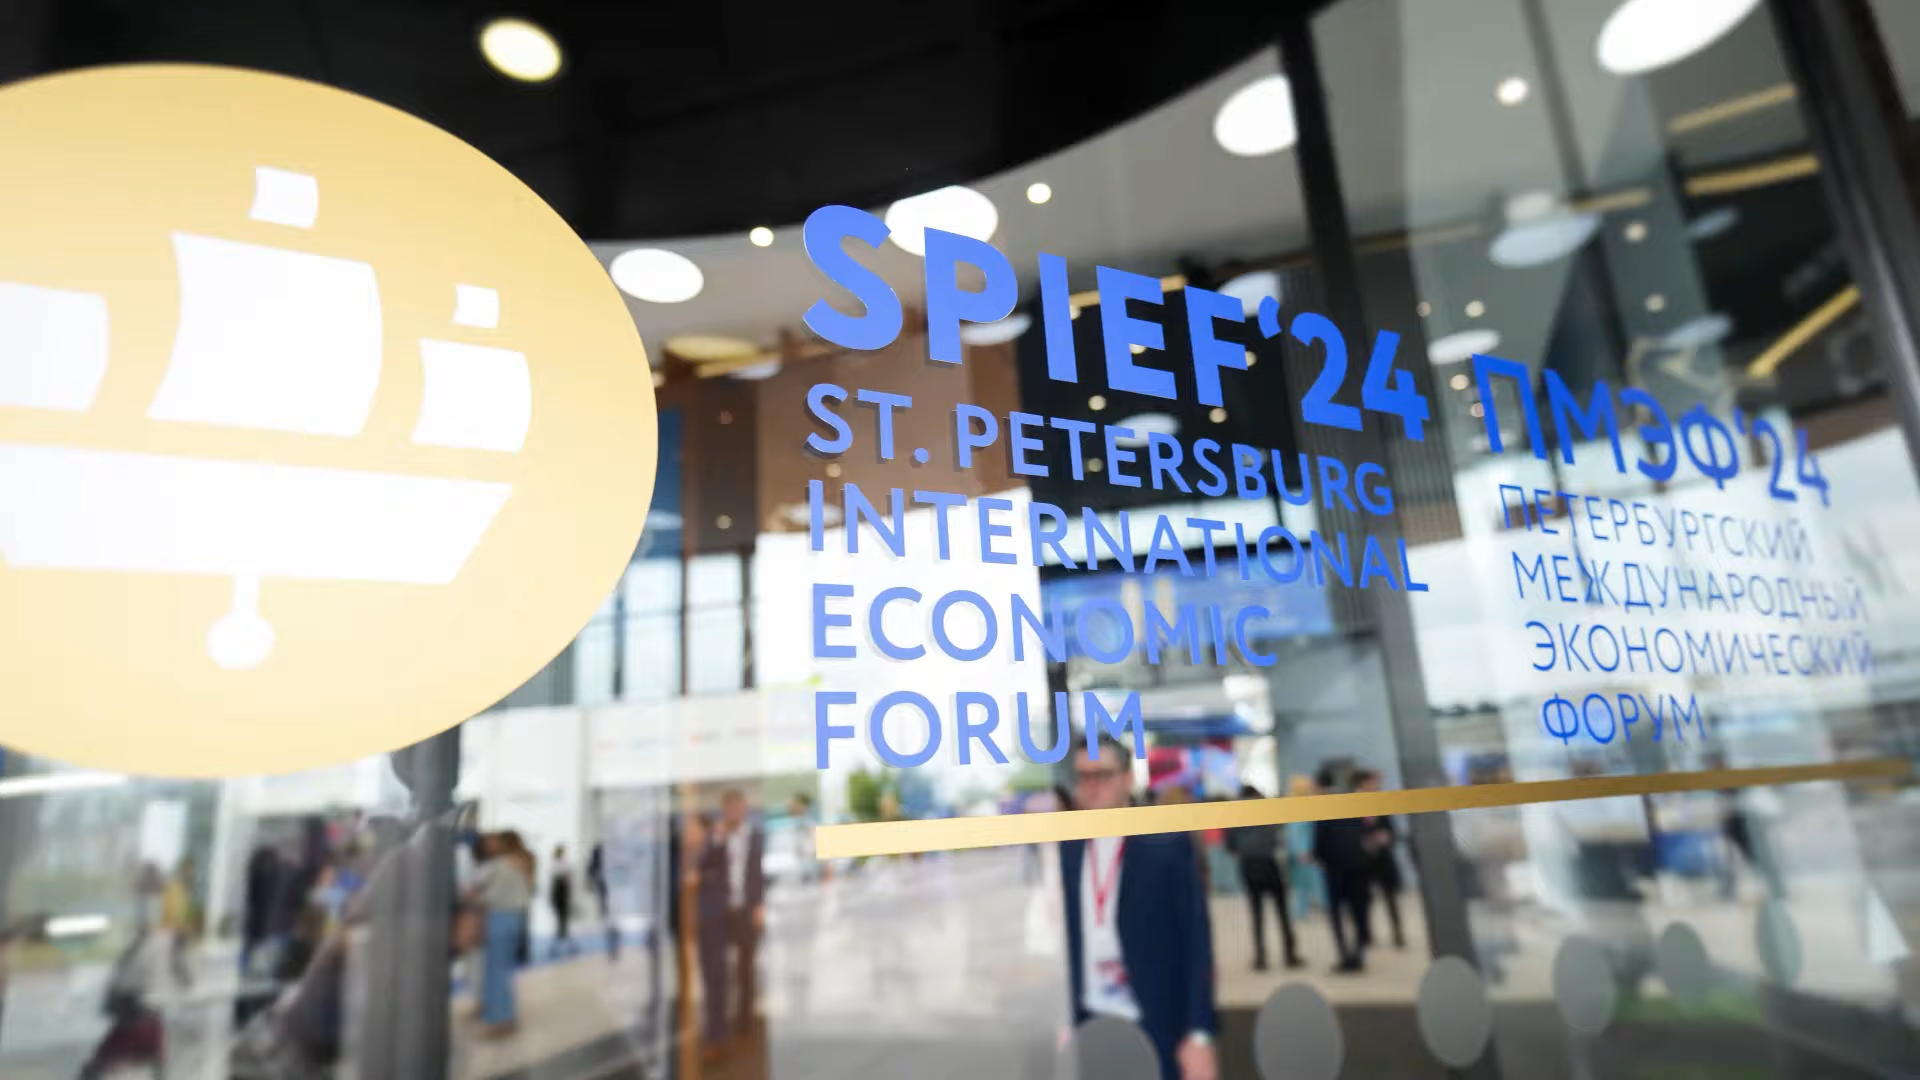 SPIEF‘24
ST. PETERSBURG
INTERNATIONAL
ECONOMIC
FORUM
ПМЭФ‘24
ПЕТЕРБУРГСКИЙ
МЕЖДУНАРОДНЫЙ
ЭКОНОМИЧЕСКИЙ
ФОРУМ